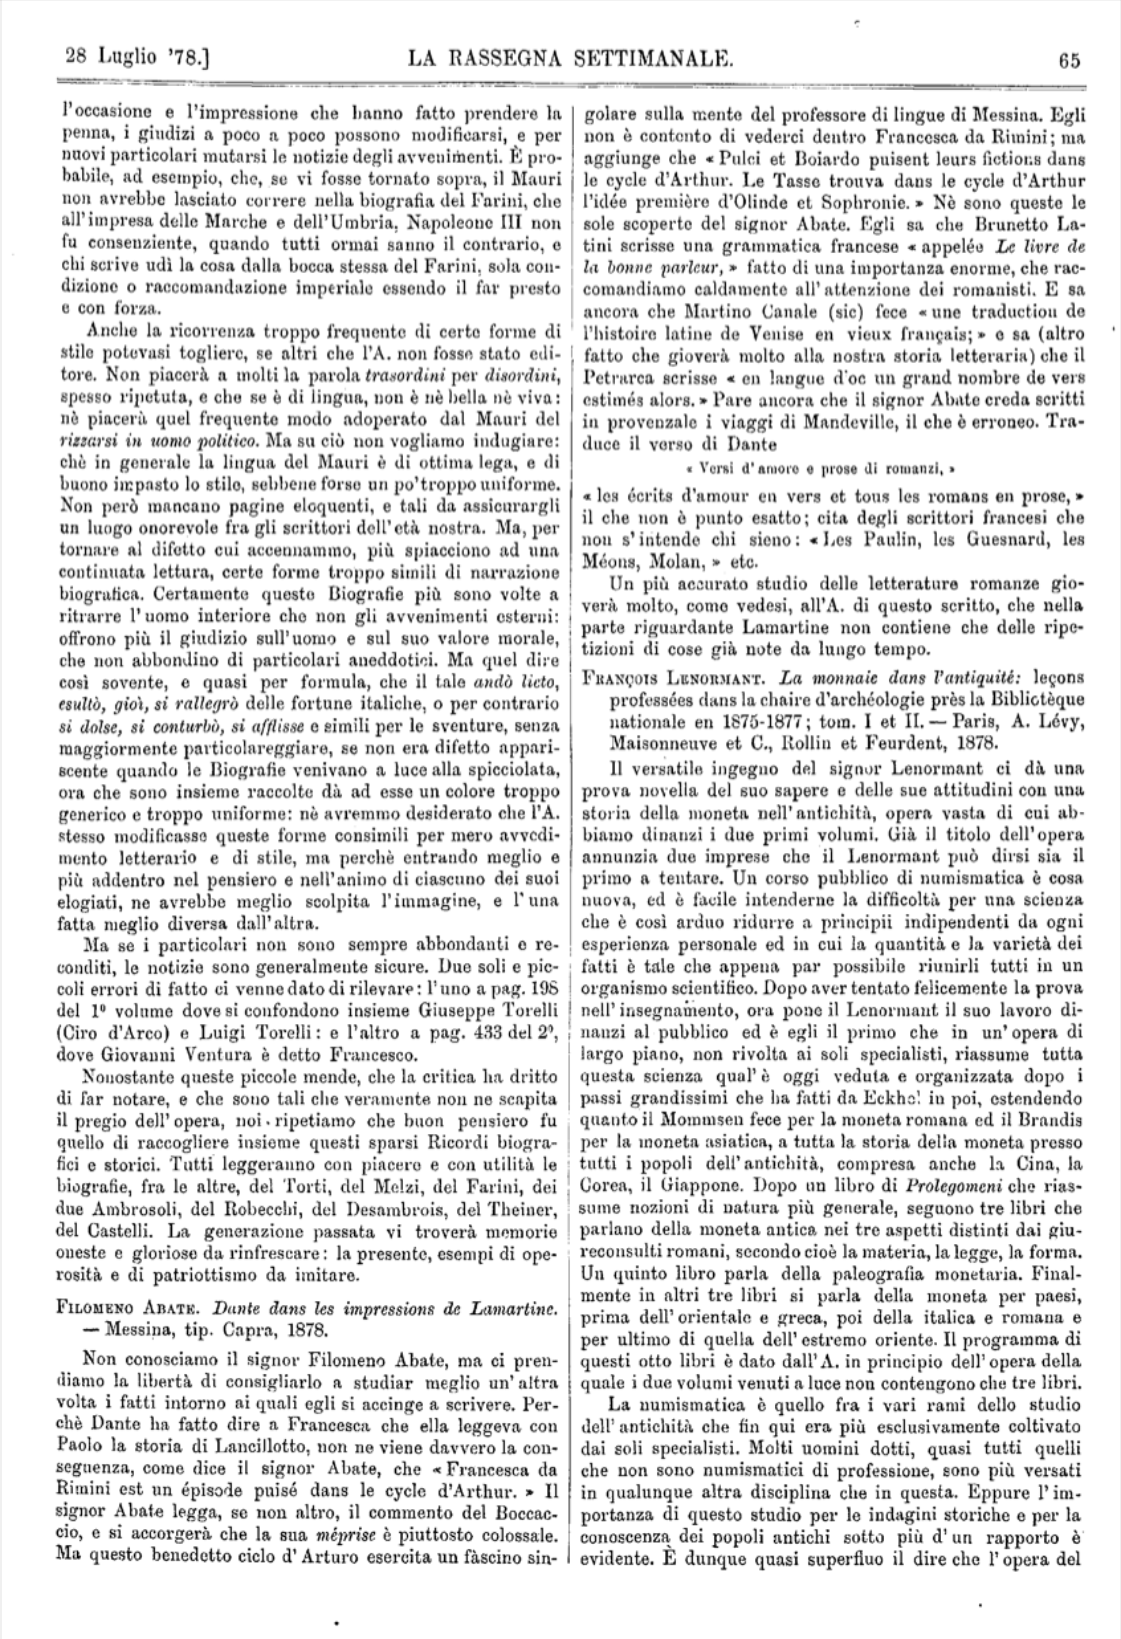 28 Luglio '78.]
LA RASSEGNA SETTIMANALE.
65
l'occasione e l'impressione che hanno fatto prendere la
penna, i giudizi a poco a poco possono modificarsi, e per
nuovi particolari mutarsi le notizie degli avvenimenti. È pro-
babile, ad esempio, che, se vi fosse tornato sopra, il Mauri
non avrebbe lasciato correre nella biografia del Farini, che
all'impresa delle Marche e dell'Umbria, Napoleone III non
fu consenziente, quando tutti ormai sanno il contrario, e
chi scrive udì la cosa dalla bocca stessa del Farini, sola con-
dizione o raccomandazione imperiale essendo il far presto
e con forza.
Anche la ricorrenza troppo frequente di certe forme di
stile potevasi togliere, se altri che l'A. non fosse stato edi-
tore. Non piacerà a molti la parola trasordini per disordini,
spesso ripetuta, e che se è di lingua, non è nè bella nè viva:
nè piacerà quel frequente modo adoperato dal Mauri del
rizzarsi in uomo politico. Ma su ciò non vogliamo indugiare:
chè in generale la lingua del Mauri è di ottima lega, e di
buono impasto lo stile, sebbene forse un po' troppo uniforme.
Non però mancano pagine eloquenti, e tali da assicurargli
un luogo onorevole fra gli scrittori dell'età nostra. Ma, per
tornare al difetto cui accennammo, più spiacciono ad una
continuata lettura, certe forme troppo simili di narrazione
biografica. Certamente queste Biografie più sono volte a
ritrarre l'uomo interiore che non gli avvenimenti esterni:
offrono più il giudizio sull'uomo e sul suo valore morale,
che non abbondino di particolari aneddotici. Ma quel dire
così sovente, e quasi per formula, che il tale andò lieto,
esultò, gioì, si rallegrò delle fortune italiche, o per contrario
si dolse, si conturbò, si afflisse e simili per le sventure, senza
maggiormente particolareggiare, se non era difetto appari-
scente quando le Biografie venivano a luce alla spicciolata,
ora che sono insieme raccolte dà ad esse un colore troppo
generico e troppo uniforme: nè avremmo desiderato che l'A.
stesso modificasse queste forme consimili per mero avvedi-
mento letterario e di stile, ma perchè entrando meglio e
più addentro nel pensiero e nell'animo di ciascuno dei suoi
elogiati, ne avrebbe meglio scolpita l'immagine, e l'una
fatta meglio diversa dall'altra.
Ma se i particolari non sono sempre abbondanti e re-
conditi, le notizie sono generalmente sicure. Due soli e pic-
coli errori di fatto ci venne dato di rilevare: l'uno a pag. 198
del 1º volume dove si confondono insieme Giuseppe Torelli
(Ciro d'Arco) e Luigi Torelli: e l'altro a pag. 433 del 2º,
dove Giovanni Ventura è detto Francesco.
Nonostante queste piccole mende, che la critica ha dritto
di far notare, e che sono tali che veramente non ne scapita
il pregio dell'opera, noi ripetiamo che buon pensiero fu
quello di raccogliere insieme questi sparsi Ricordi biogra-
fici e storici. Tutti leggeranno con piacere e con utilità le
biografie, fra le altre, del Torti, del Melzi, del Farini, dei
due Ambrosoli, del Robecchi, del Desambrois, del Theiner,
del Castelli. La generazione passata vi troverà memorie
oneste e gloriose da rinfrescare: la presente, esempi di ope-
rosità e di patriottismo da imitare.
FILOMENO ABATE. Dante dans les impressions de Lamartine.
— Messina, tip. Capra, 1878.
Non conosciamo il signor Filomeno Abate, ma ci pren-
diamo la libertà di consigliarlo a studiar meglio un'altra
volta i fatti intorno ai quali egli si accinge a scrivere. Per-
chè Dante ha fatto dire a Francesca che ella leggeva con
Paolo la storia di Lancillotto, non ne viene davvero la con-
seguenza, come dice il signor Abate, che « Francesca da
Rimini est un épisode puisé dans le cycle d'Arthur. » Il
signor Abate legga, se non altro, il commento del Boccac-
cio, e si accorgerà che la sua méprise è piuttosto colossale.
Ma questo benedetto ciclo d'Arturo esercita un fàscino sin-
golare sulla mente del professore di lingue di Messina. Egli
non è contento di vederci dentro Francesca da Rimini; ma
aggiunge che « Pulci et Boiardo puisent leurs fictions dans
le cycle d'Arthur. Le Tasse trouva dans le cycle d'Arthur
l'idée première d'Olinde et Sophronie. » Nè sono queste le
sole scoperte del signor Abate. Egli sa che Brunetto La-
tini scrisse una grammatica francese « appelée Le livre de
la bonne parleur, » fatto di una importanza enorme, che rac-
comandiamo caldamente all'attenzione dei romanisti. E sa
ancora che Martino Canale (sic) fece « une traduction de
l'histoire latine de Venise en vieux français; » e sa (altro
fatto che gioverà molto alla nostra storia letteraria) che il
Petrarca scrisse « en langue d'oc un grand nombre de vers
estimés alors. » Pare ancora che il signor Abate creda scritti
in provenzale i viaggi di Mandeville, il che è erroneo. Tra-
duce il verso di Dante
« Versi d'amore e prose di romanzi, »
« les écrits d'amour en vers et tous les romans en prose, »
il che non è punto esatto; cita degli scrittori francesi che
non s'intende chi sieno: « Les Paulin, les Guesnard, les
Méons, Molan, » etc.
Un più accurato studio delle letterature romanze gio-
verà molto, come vedesi, all'A. di questo scritto, che nella
parte riguardante Lamartine non contiene che delle ripe-
tizioni di cose già note da lungo tempo.
FRANÇOIS LENORMANT. La monnaie dans l'antiquité: leçons
professées dans la chaire d'archéologie près la Bibliotèque
nationale en 1875-1877; tom. I et II. — Paris, A. Lévy,
Maisonneuve et C., Rollin et Feurdent, 1878.
Il versatile ingegno del signor Lenormant ci dà una
prova novella del suo sapere e delle sue attitudini con una
storia della moneta nell'antichità, opera vasta di cui ab-
biamo dinanzi i due primi volumi. Già il titolo dell'opera
annunzia due imprese che il Lenormant può dirsi sia il
primo a tentare. Un corso pubblico di numismatica è cosa
nuova, ed è facile intenderne la difficoltà per una scienza
che è così arduo ridurre a principii indipendenti da ogni
esperienza personale ed in cui la quantità e la varietà dei
fatti è tale che appena par possibile riunirli tutti in un
organismo scientifico. Dopo aver tentato felicemente la prova
nell'insegnamento, ora pone il Lenormant il suo lavoro di-
nanzi al pubblico ed è egli il primo che in un'opera di
largo piano, non rivolta ai soli specialisti, riassume tutta
questa scienza qual'è oggi veduta e organizzata dopo i
passi grandissimi che ha fatti da Eckhel in poi, estendendo
quanto il Mommsen fece per la moneta romana ed il Brandis
per la moneta asiatica, a tutta la storia della moneta presso
tutti i popoli dell'antichità, compresa anche la Cina, la
Corea, il Giappone. Dopo un libro di Prolegomeni che rias-
sume nozioni di natura più generale, seguono tre libri che
parlano della moneta antica nei tre aspetti distinti dai giu-
reconsulti romani, secondo cioè la materia, la legge, la forma.
Un quinto libro parla della paleografia monetaria. Final-
mente in altri tre libri si parla della moneta per paesi,
prima dell'orientale e greca, poi della italica e romana e
per ultimo di quella dell'estremo oriente. Il programma di
questi otto libri è dato dall'A. in principio dell'opera della
quale i due volumi venuti a luce non contengono che tre libri.
La numismatica è quello fra i vari rami dello studio
dell'antichità che fin qui era più esclusivamente coltivato
dai soli specialisti. Molti uomini dotti, quasi tutti quelli
che non sono numismatici di professione, sono più versati
in qualunque altra disciplina che in questa. Eppure l'im-
portanza di questo studio per le indagini storiche e per la
conoscenza dei popoli antichi sotto più d'un rapporto è
evidente. È dunque quasi superfluo il dire che l'opera del